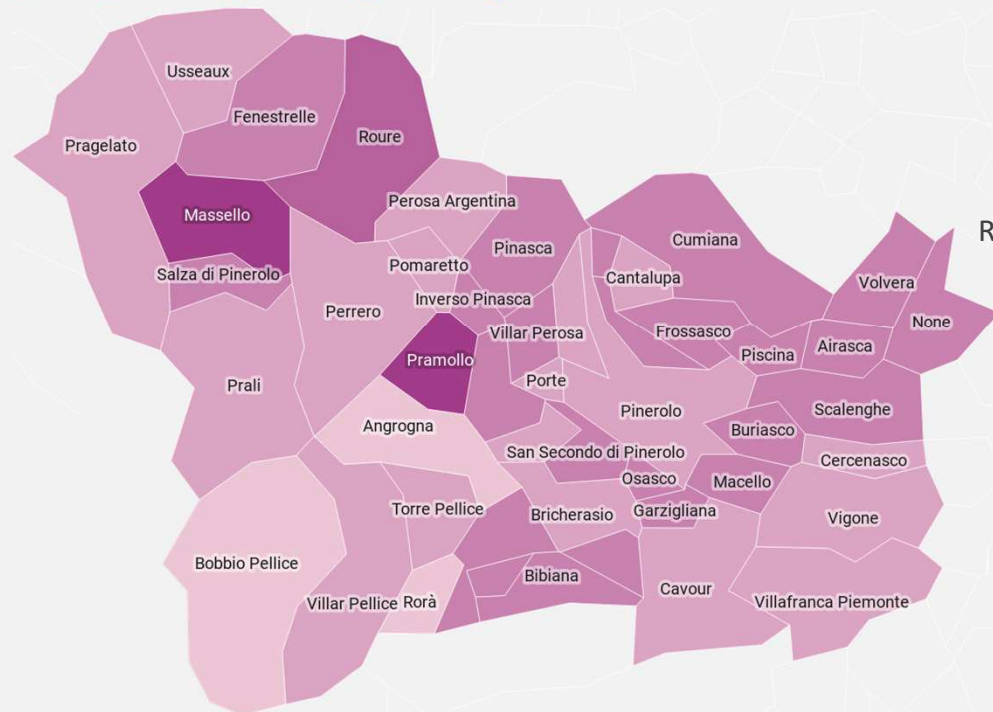 Usseaux
Fenestrelle
Roure
Pragelato
Perosa Argentina
Massello
Cumiana
R
Pinasca
Pomaretto
Salza di Pinerolo
Cantalupa
Volvera
Inverso Pinasca
Perrero
None
Villar Perosa
Frossasco
Airasca
Piscina
Pramollo
Porte
Prali
Pinerolo
Scalenghe
Angrogna
Buriasco
San Secondo di Pinerolo
Cercenasco
Osasco
Macello
Torre Pellice
Garzigliana
Bricherasio
Vigone
Bobbio Pellice
Bibiana
Cavour
Villar Pellice
Rorà
Villafranca Piemonte